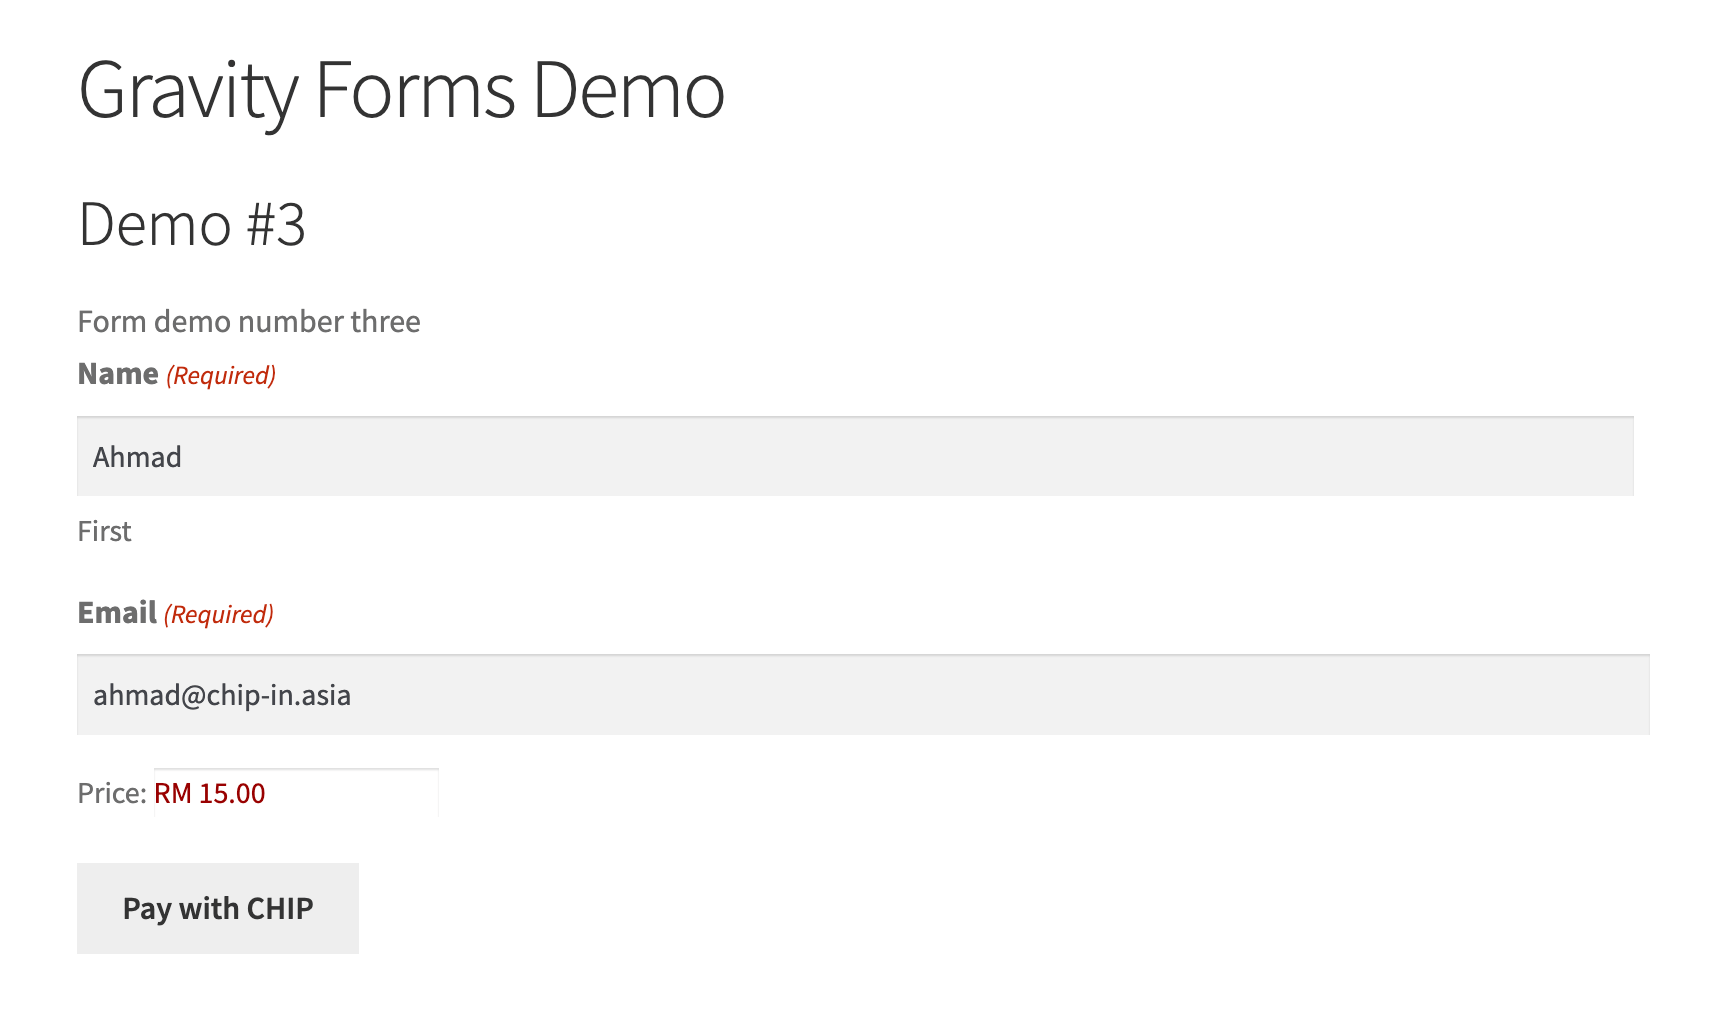 Gravity Forms Demo
Demo #3
Form demo number three
Name (Required)
Ahmad
First
Email (Required)
ahmad@chip-in.asia
Price: RM 15.00
Pay with CHIP